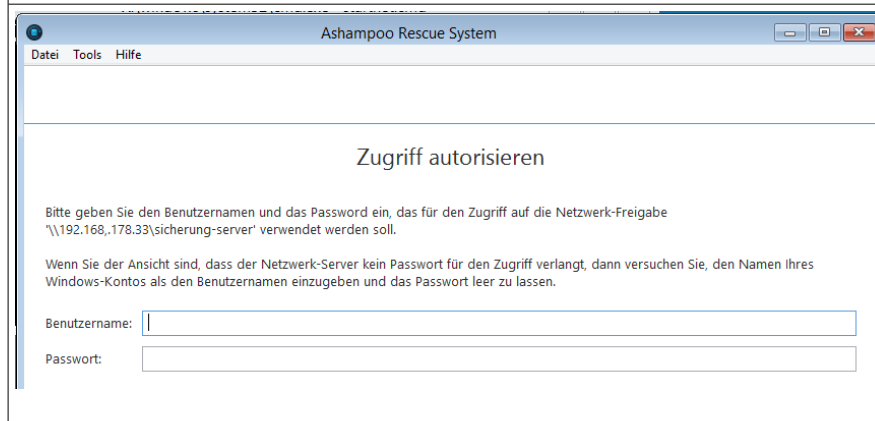 Ashampoo Rescue System
Datei Tools Hilfe
Zugriff autorisieren
Bitte geben Sie den Benutzernamen und das Password ein, das für den Zugriff auf die Netzwerk-Freigabe
'\\192.168,.178.33\sicherung-server' verwendet werden soll.
Wenn Sie der Ansicht sind, dass der Netzwerk-Server kein Passwort für den Zugriff verlangt, dann versuchen Sie, den Namen Ihres
Windows-Kontos als den Benutzernamen einzugeben und das Passwort leer zu lassen.
Benutzername:
Passwort: